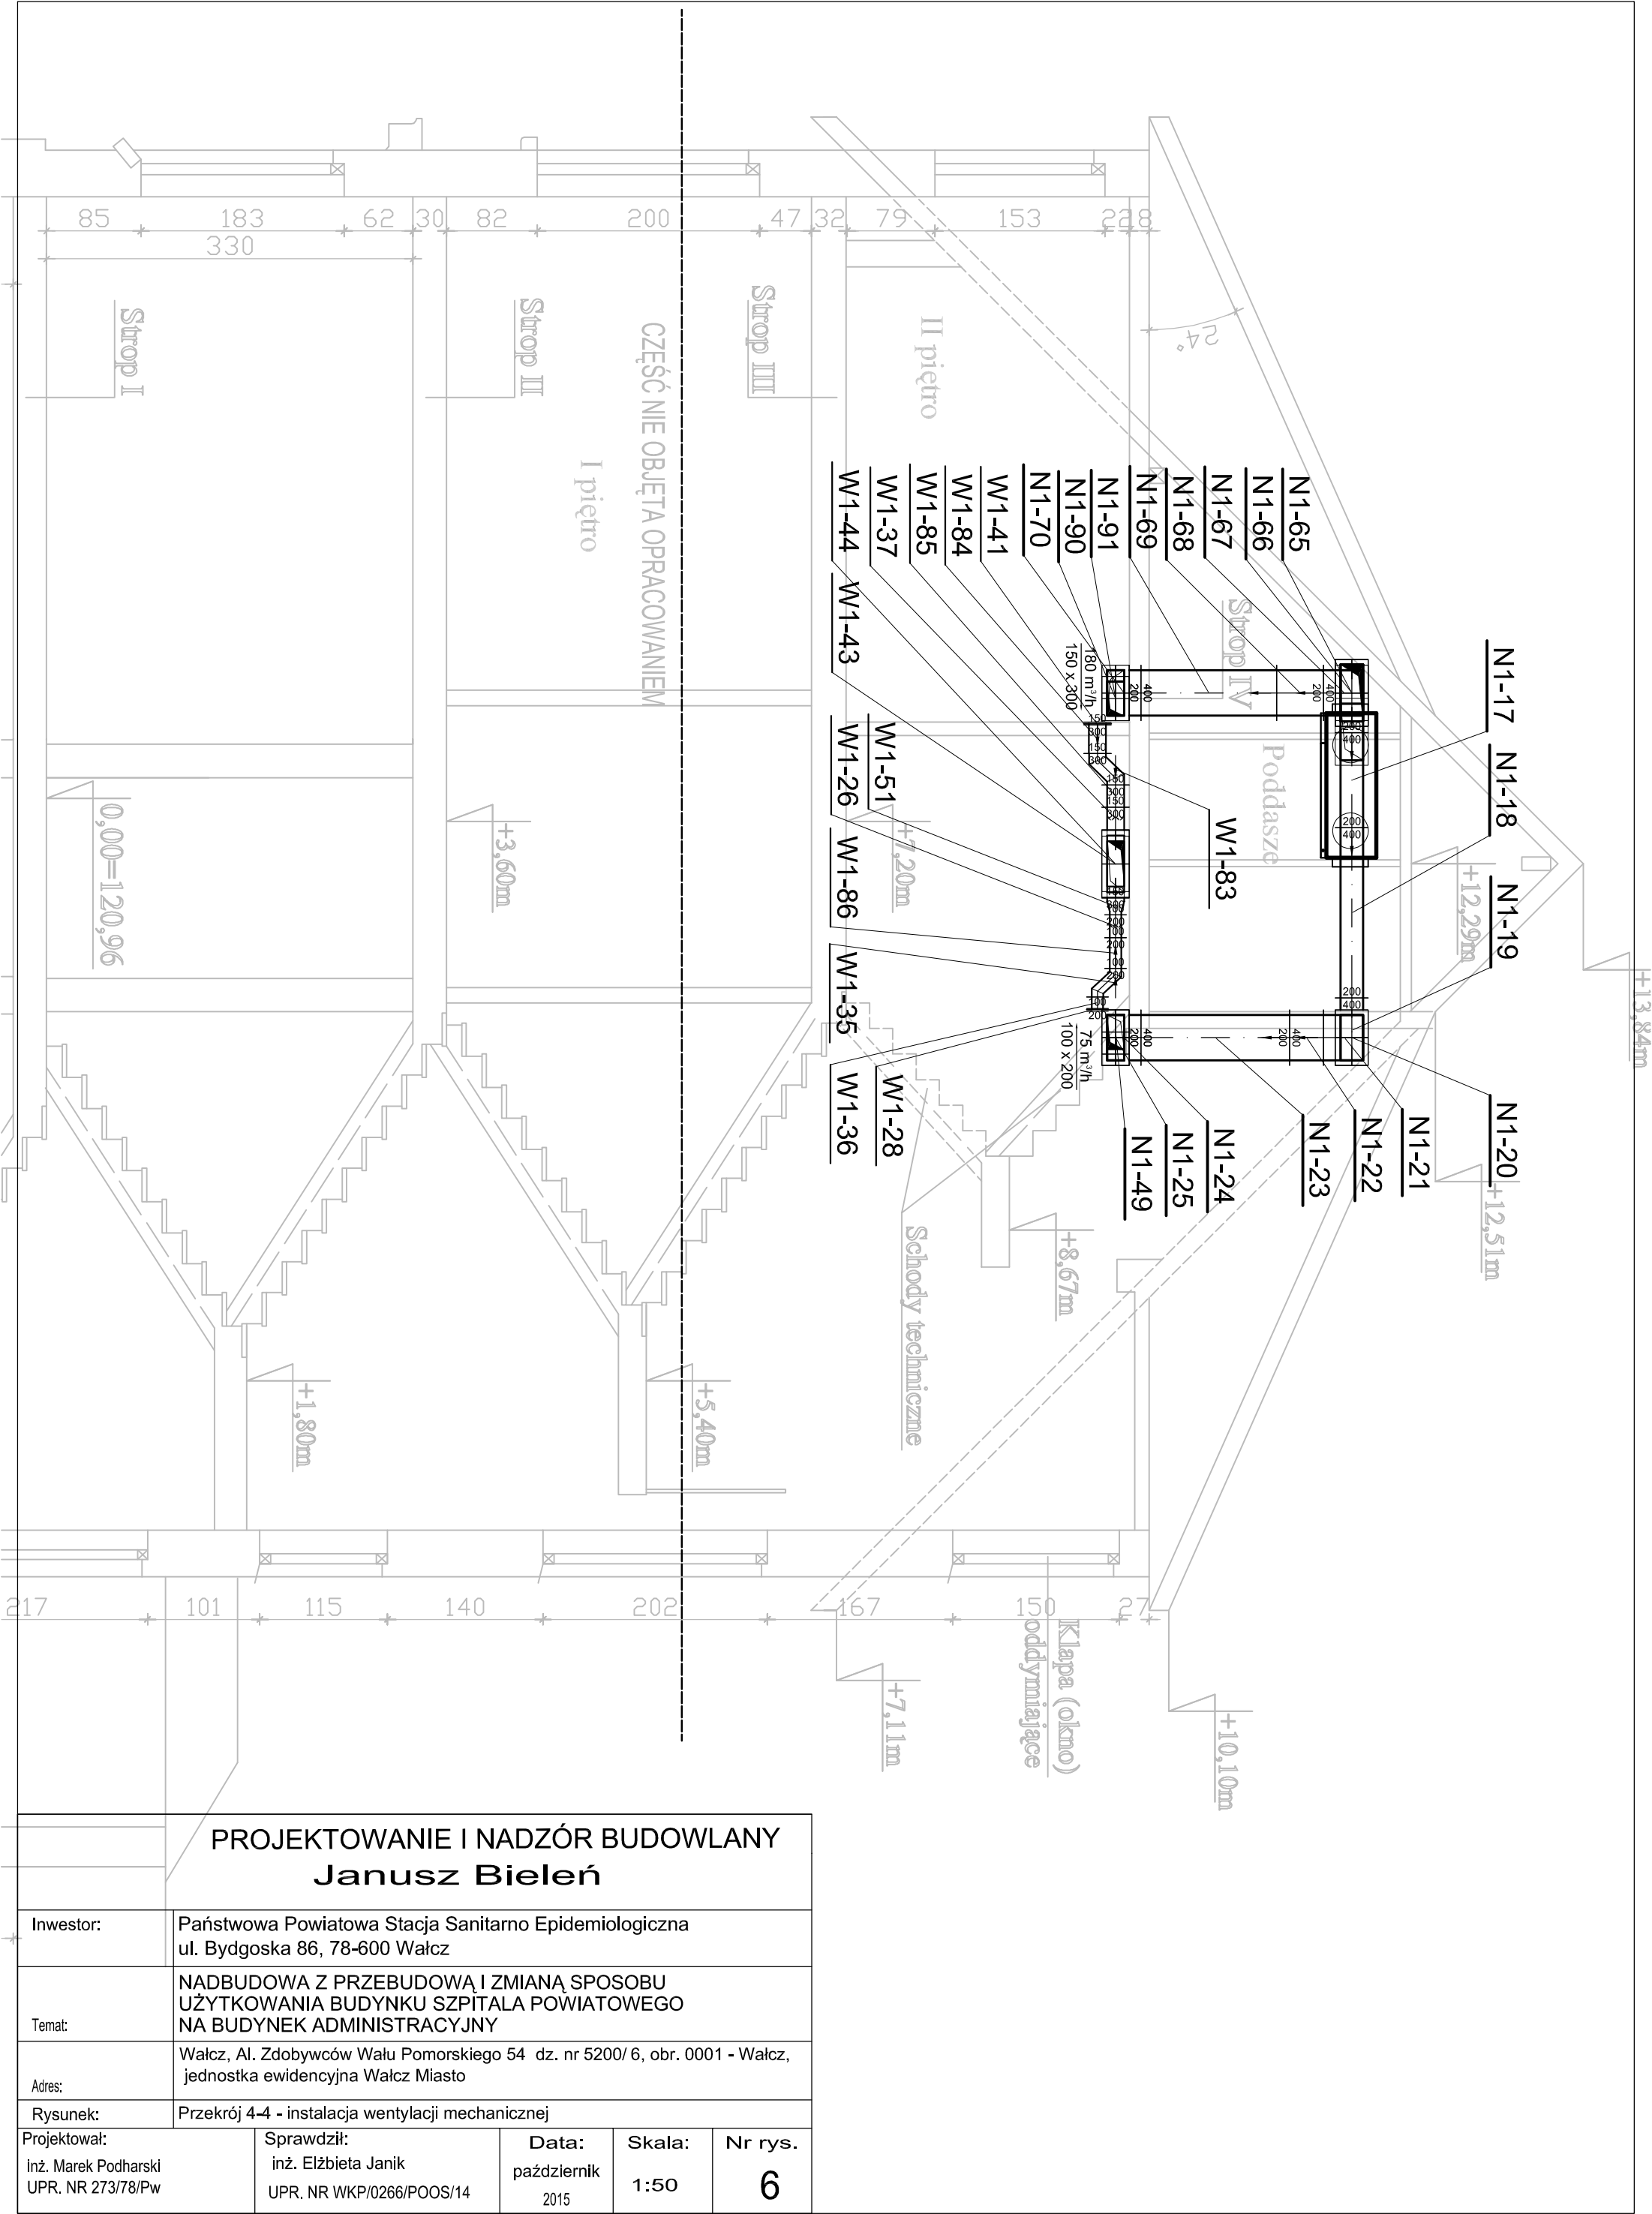 N1-17
N1-18
N1-19
N1-20
N1-65
N1-66
N1-67
N1-68
N1-69
N1-91
N1-90
N1-70
W1-41
W1-84
W1-85
W1-37
W1-44
W1-43
W1-51
W1-26
W1-86
W1-35
W1-28
W1-36
W1-83
N1-21
N1-22
N1-23
N1-24
N1-25
N1-49
180 m³/h
150 x 300
75 m³/h
100 x 200
+13,84m
+12,51m
+12,29m
+10,10m
+8,67m
+7,20m
+7,11m
+5,40m
+3,60m
+1,80m
0,00=120,96
24°
Strop IV
Poddasze
II piętro
Strop III
CZĘŚĆ NIE OBJĘTA OPRACOWANIEM
I piętro
Strop II
Strop I
Schody techniczne
Klapa (okno)
oddymiające
85
183
62
30
82
200
47
32
79
153
22
8
330
217
101
115
140
202
167
150
27
PROJEKTOWANIE I NADZÓR BUDOWLANY
Janusz Bieleń
Inwestor:
Państwowa Powiatowa Stacja Sanitarno Epidemiologiczna
ul. Bydgoska 86, 78-600 Wałcz
Temat:
NADBUDOWA Z PRZEBUDOWĄ I ZMIANĄ SPOSOBU
UŻYTKOWANIA BUDYNKU SZPITALA POWIATOWEGO
NA BUDYNEK ADMINISTRACYJNY
Adres:
Wałcz, Al. Zdobywców Wału Pomorskiego 54 dz. nr 5200/ 6, obr. 0001 - Wałcz,
jednostka ewidencyjna Wałcz Miasto
Rysunek:
Przekrój 4-4 - instalacja wentylacji mechanicznej
Projektował:
inż. Marek Podharski
UPR. NR 273/78/Pw
Sprawdził:
inż. Elżbieta Janik
UPR. NR WKP/0266/POOS/14
Data:
październik
2015
Skala:
1:50
Nr rys.
6